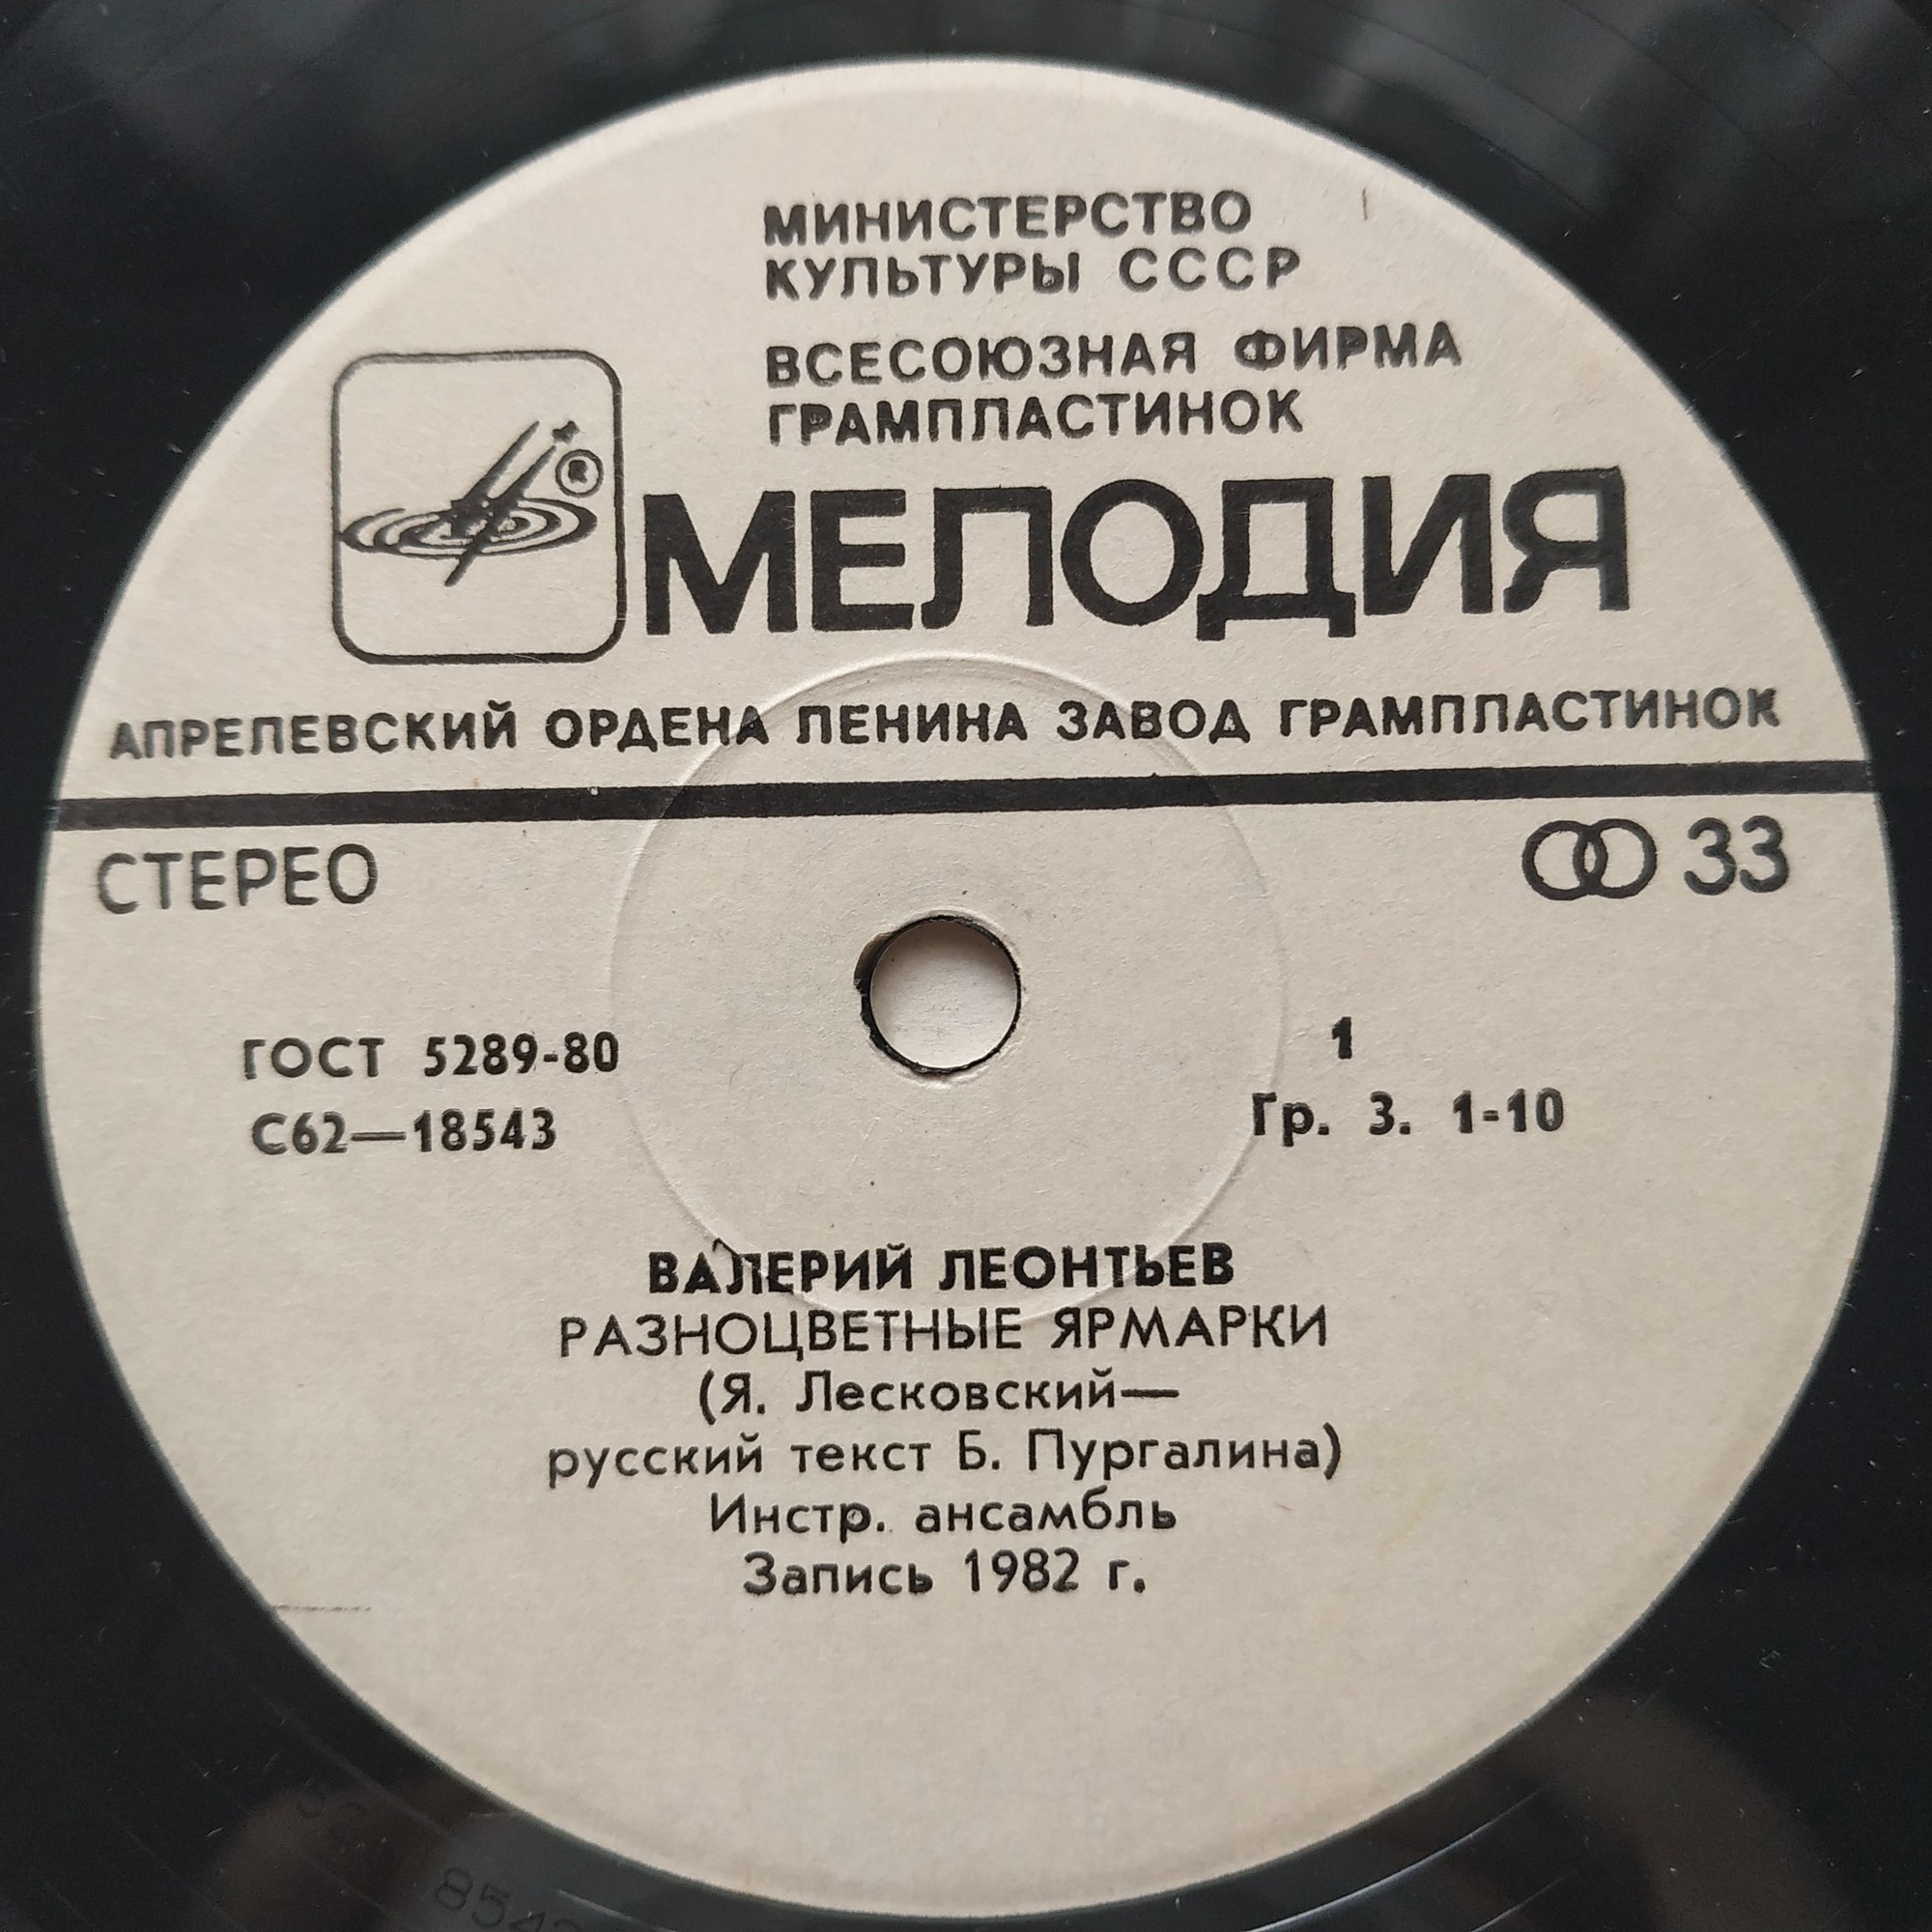 МИНИСТЕРСТВО
КУЛЬТУРЫ СССР
ВСЕСОЮЗНАЯ ФИРМА
ГРАМПЛАСТИНОК
®
МЕЛОДИЯ
АПРЕЛЕВСКИЙ ОРДЕНА ЛЕНИНА ЗАВОД ГРАМПЛАСТИНОК
СТЕРЕО
33
ГОСТ 5289-80
1
С62—18543
Гр. 3. 1-10
ВАЛЕРИЙ ЛЕОНТЬЕВ
РАЗНОЦВЕТНЫЕ ЯРМАРКИ
(Я. Лесковский—
русский текст Б. Пургалина)
Инстр. ансамбль
Запись 1982 г.